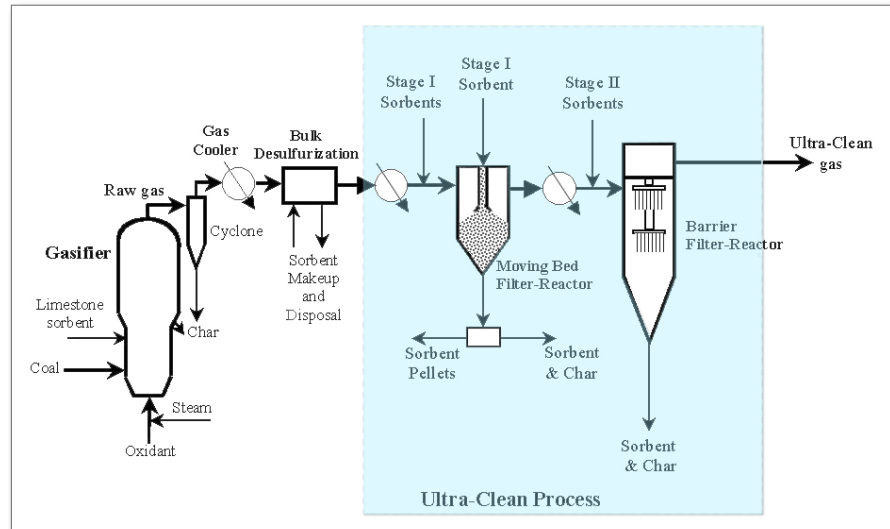 Gasifier
Limestone
sorbent
Coal
Oxidant
Steam
Char
Raw gas
Cyclone
Gas
Cooler
Bulk
Desulfurization
Sorbent
Makeup
and
Disposal
Stage I
Sorbents
Stage I
Sorbent
Stage II
Sorbents
Moving Bed
Filter-Reactor
Sorbent
Pellets
Sorbent
& Char
Barrier
Filter-Reactor
Sorbent
& Char
Ultra-Clean
gas
Ultra-Clean Process